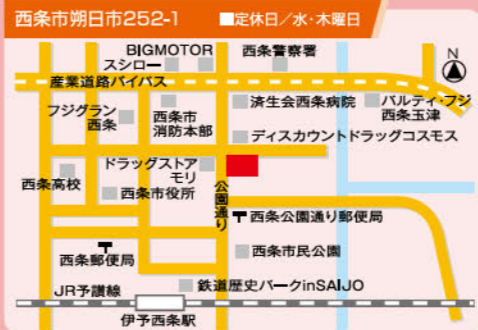 西条市朔日市252-1
■定休日／水・木曜日
BIGMOTOR
西条警察署
スシロー
N
産業道路バイパス
フジグラン
西条
西条市
消防本部
済生会西条病院
パルティ・フジ
西条玉津
ディスカウントドラッグコスモス
ドラッグストア
モリ
西条高校
西条市役所
公園通り
西条公園通り郵便局
西条郵便局
西条市民公園
鉄道歴史パークinSAIJO
JR予讃線
伊予西条駅